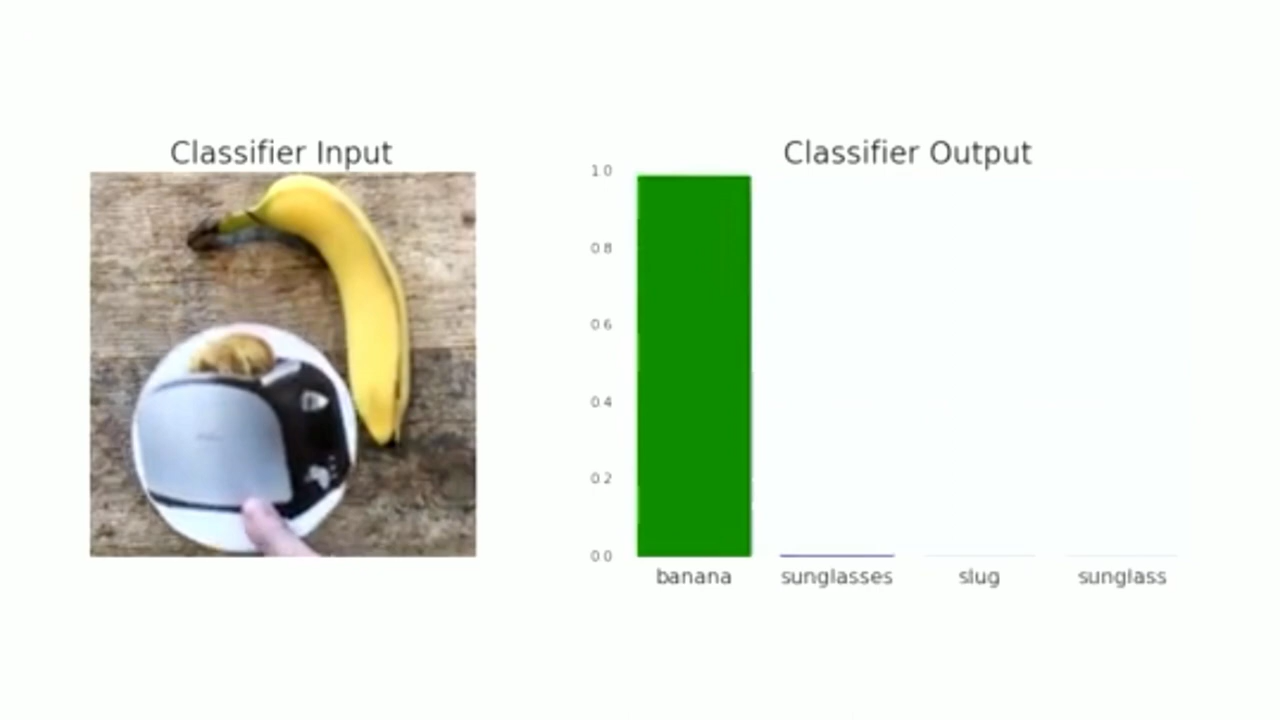 Classifier Input
Classifier Output
1.0
0.8
0.6
0.4
0.2
0.0
banana
sunglasses
slug
sunglass